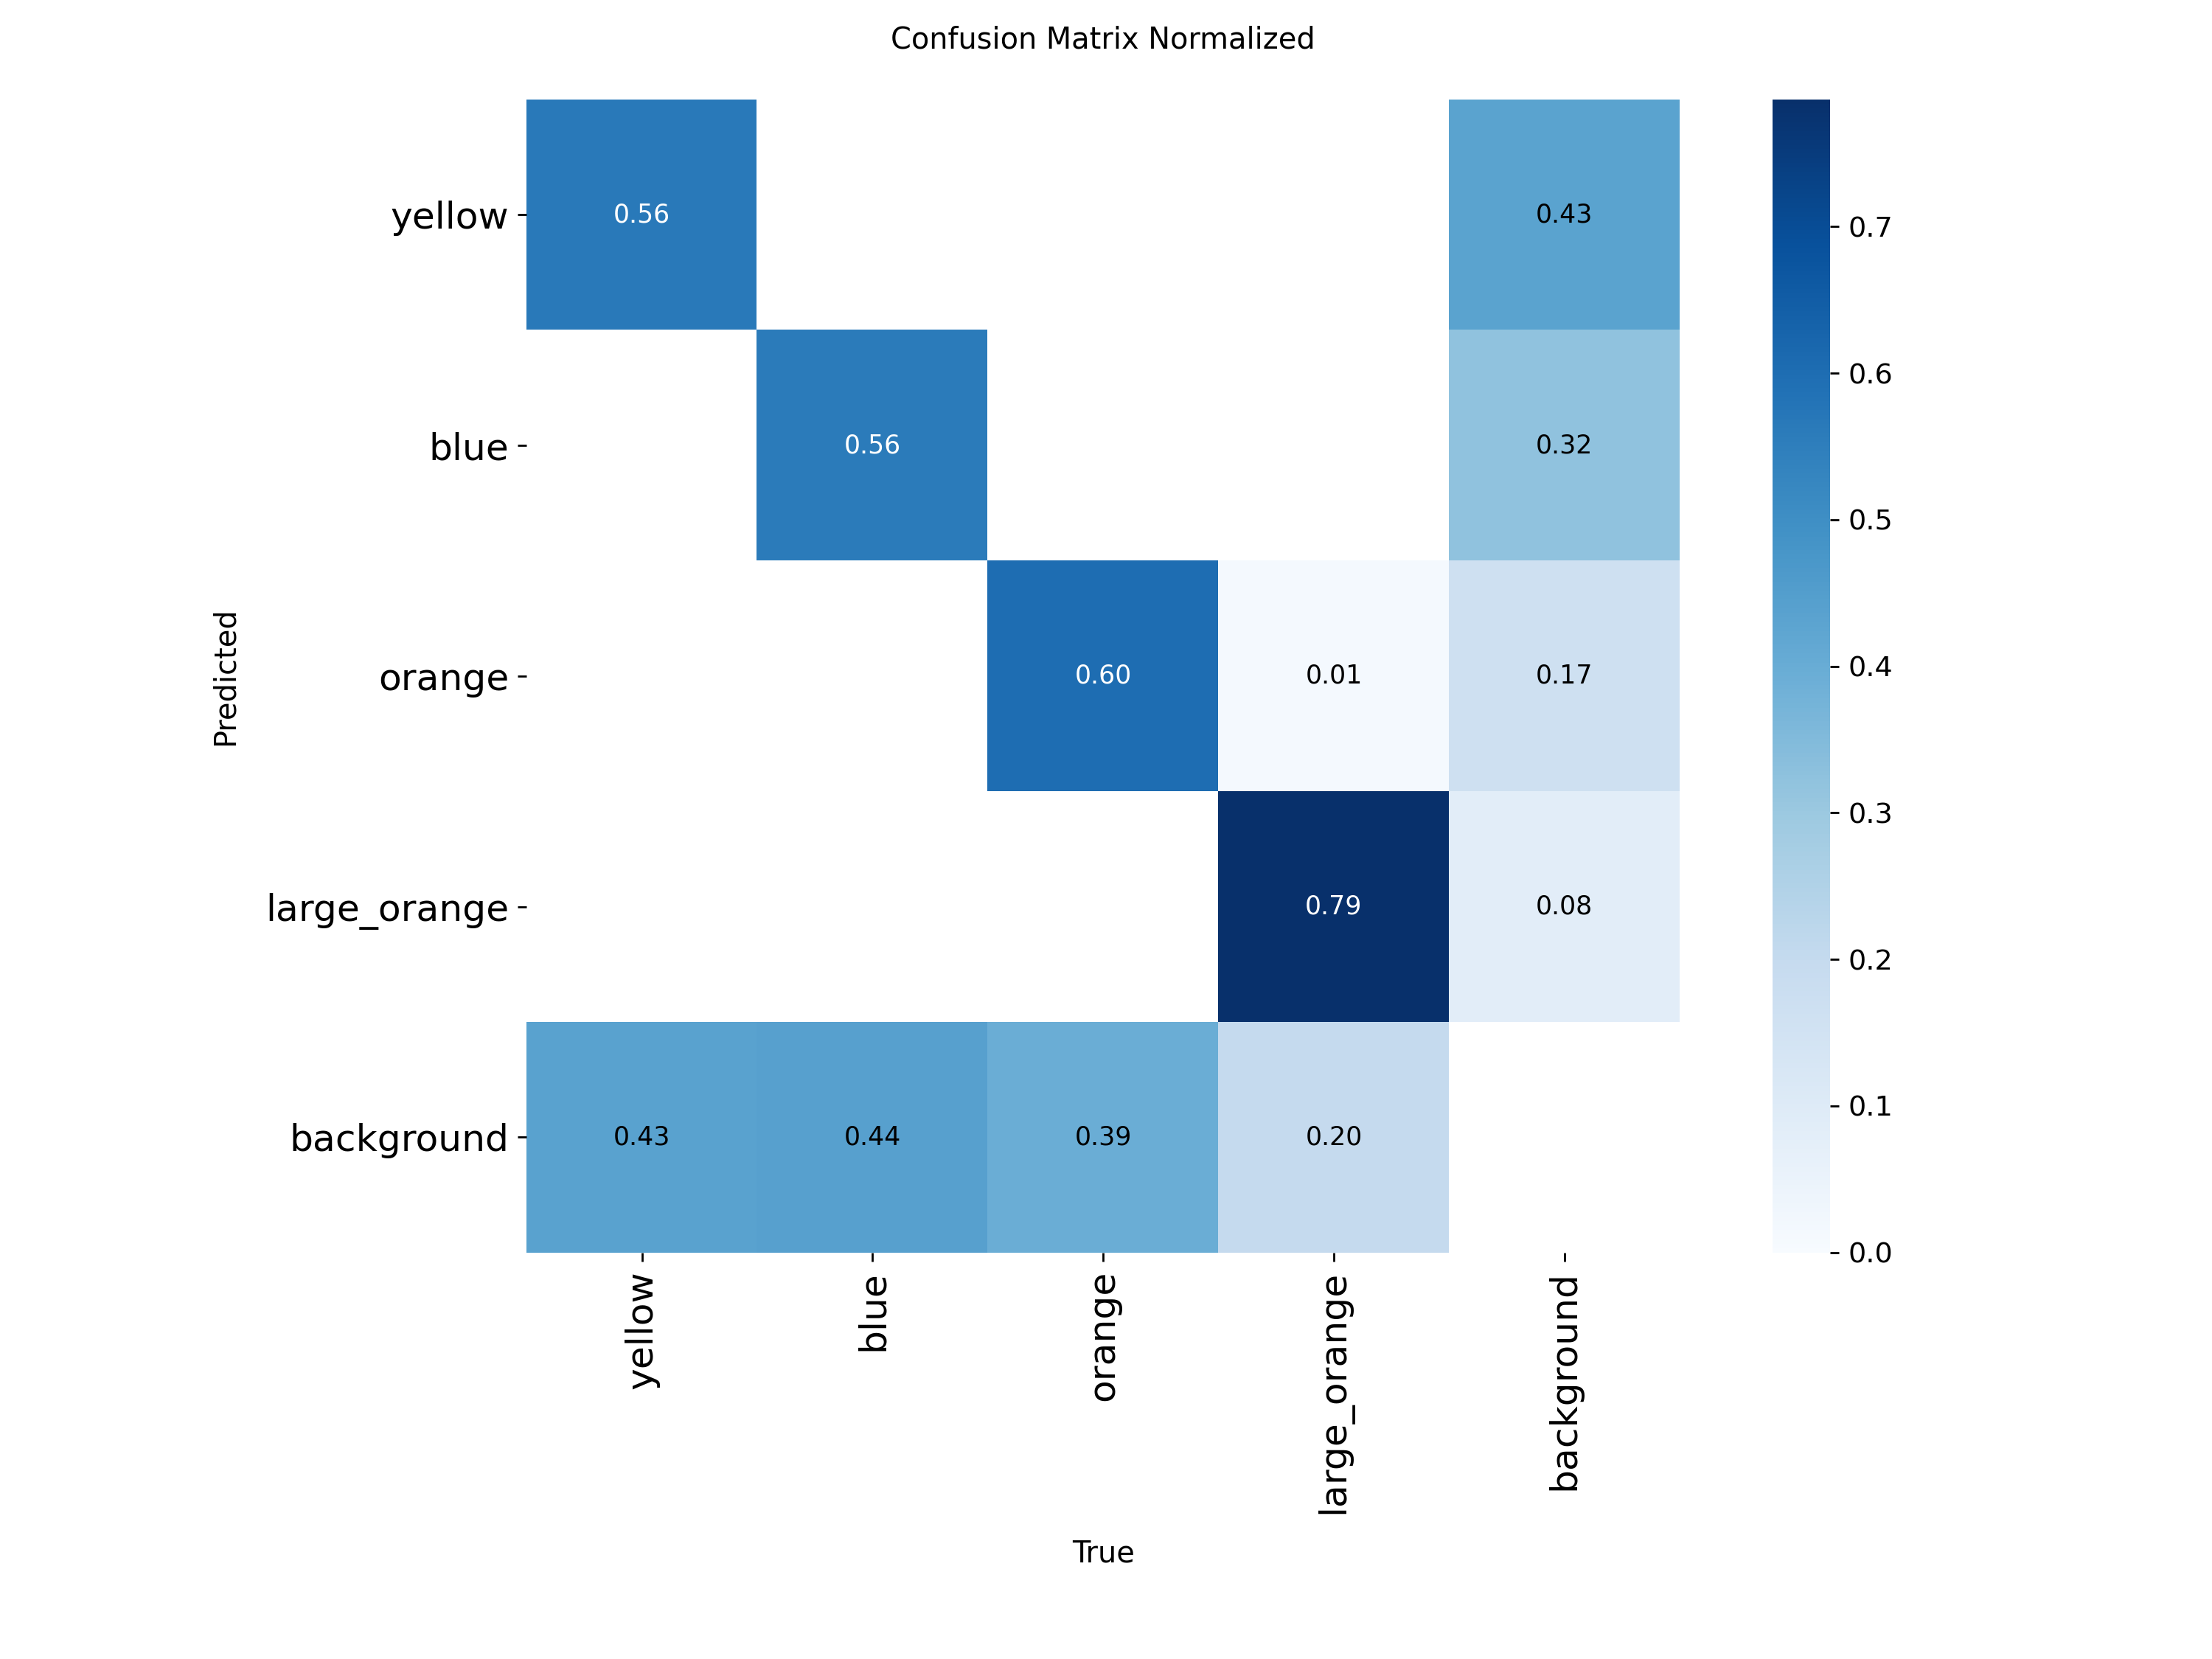 Confusion Matrix Normalized
yellow
0.56
0.43
0.7
blue
0.56
0.32
0.6
0.5
Predicted
orange
0.60
0.01
0.17
0.4
0.3
large_orange
0.79
0.08
0.2
background
0.43
0.44
0.39
0.20
0.1
0.0
yellow
blue
orange
large_orange
background
True